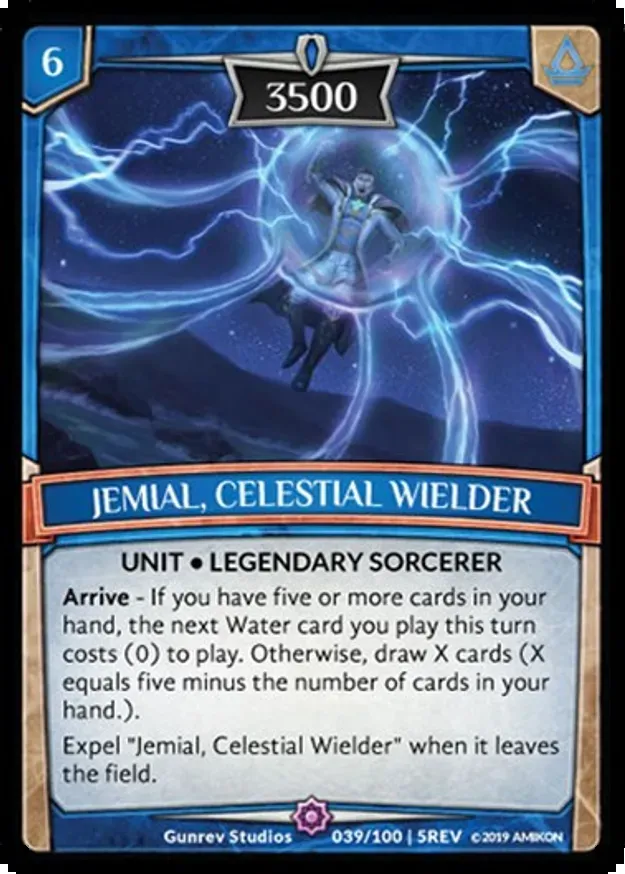 6
3500
JEMIAL, CELESTIAL WIELDER
UNIT • LEGENDARY SORCERER
Arrive - If you have five or more cards in your
hand, the next Water card you play this turn
costs (0) to play. Otherwise, draw X cards (X
equals five minus the number of cards in your
hand.).
Expel "Jemial, Celestial Wielder" when it leaves
the field.
Gunrev Studios 039/100 | 5REV ©2019 AMIKON